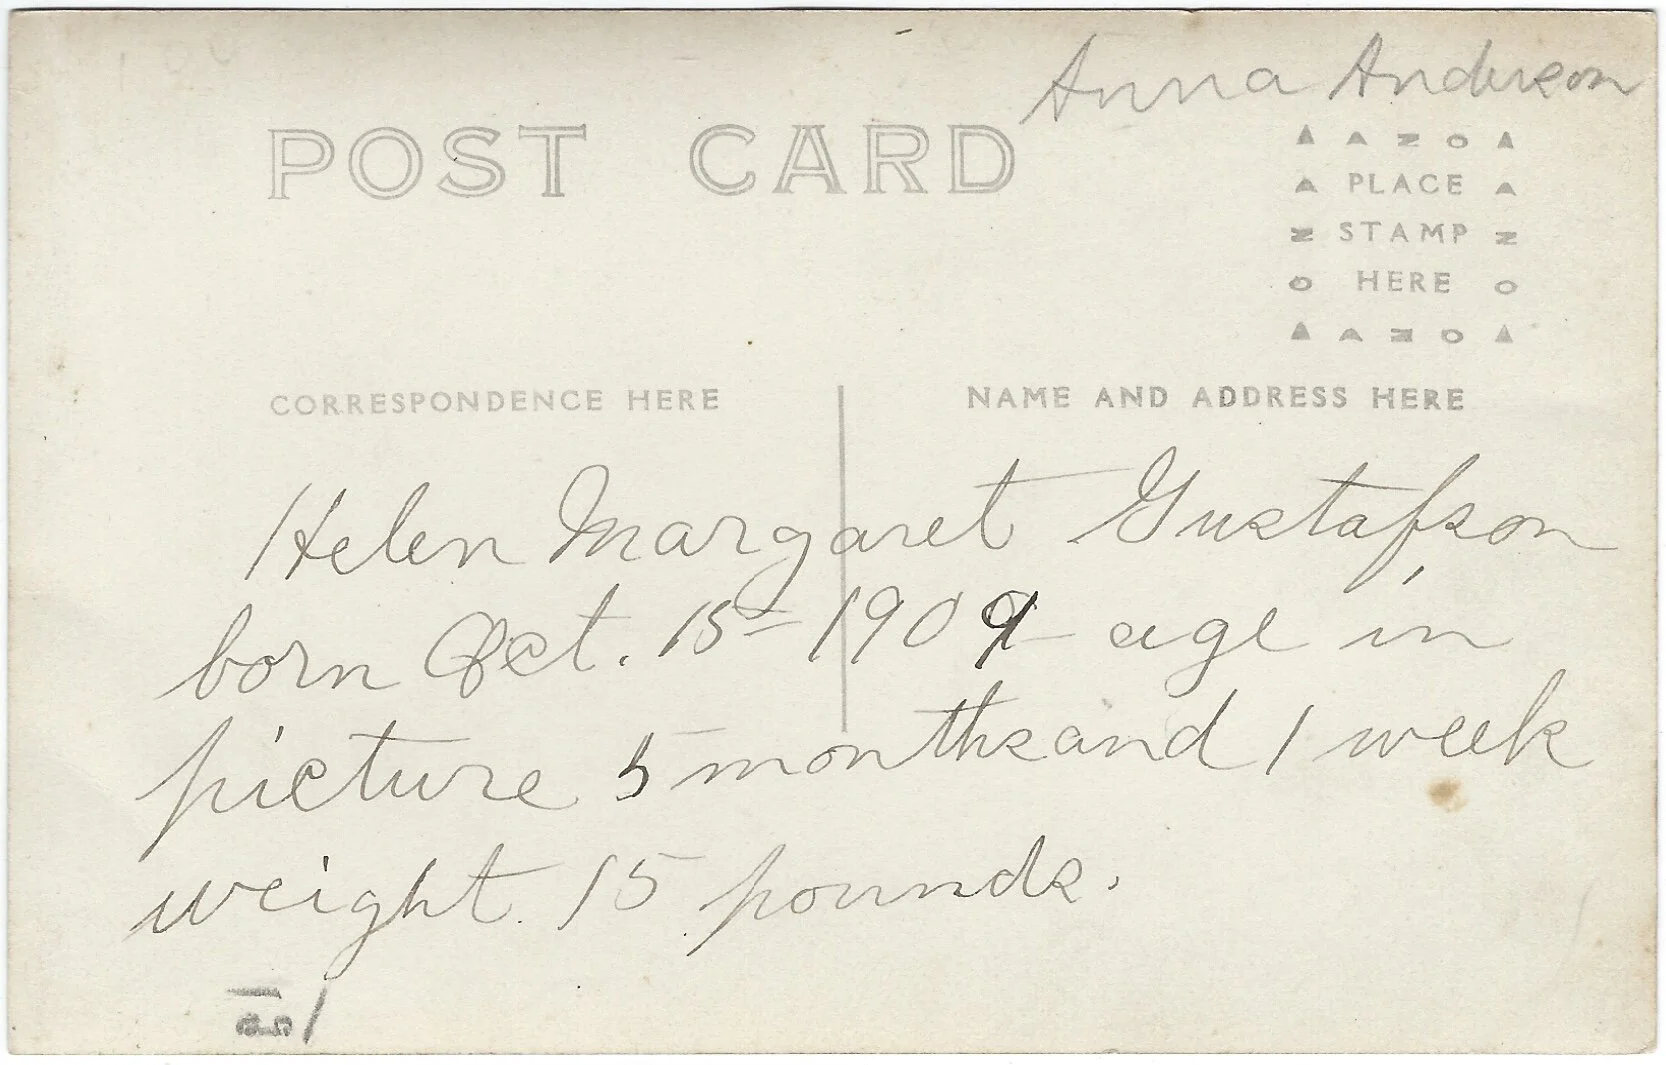 Anna Anderson
POST CARD
AZO
PLACE
STAMP
HERE
AZO
CORRESPONDENCE HERE
NAME AND ADDRESS HERE
Helen Margaret Gustafson
born Oct. 15 - 1909 age in
picture 5 months and 1 week
weight 15 pounds.